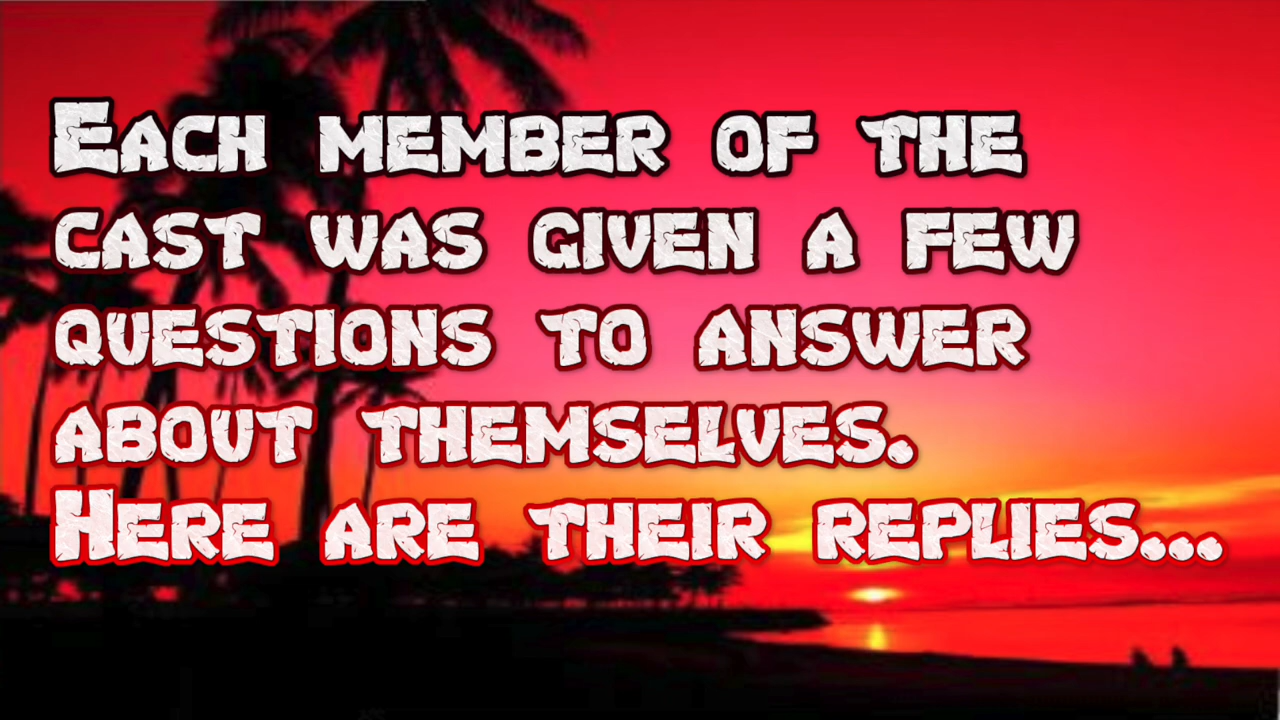 Each member of the
cast was given a few
questions to answer
about themselves.
Here are their replies...